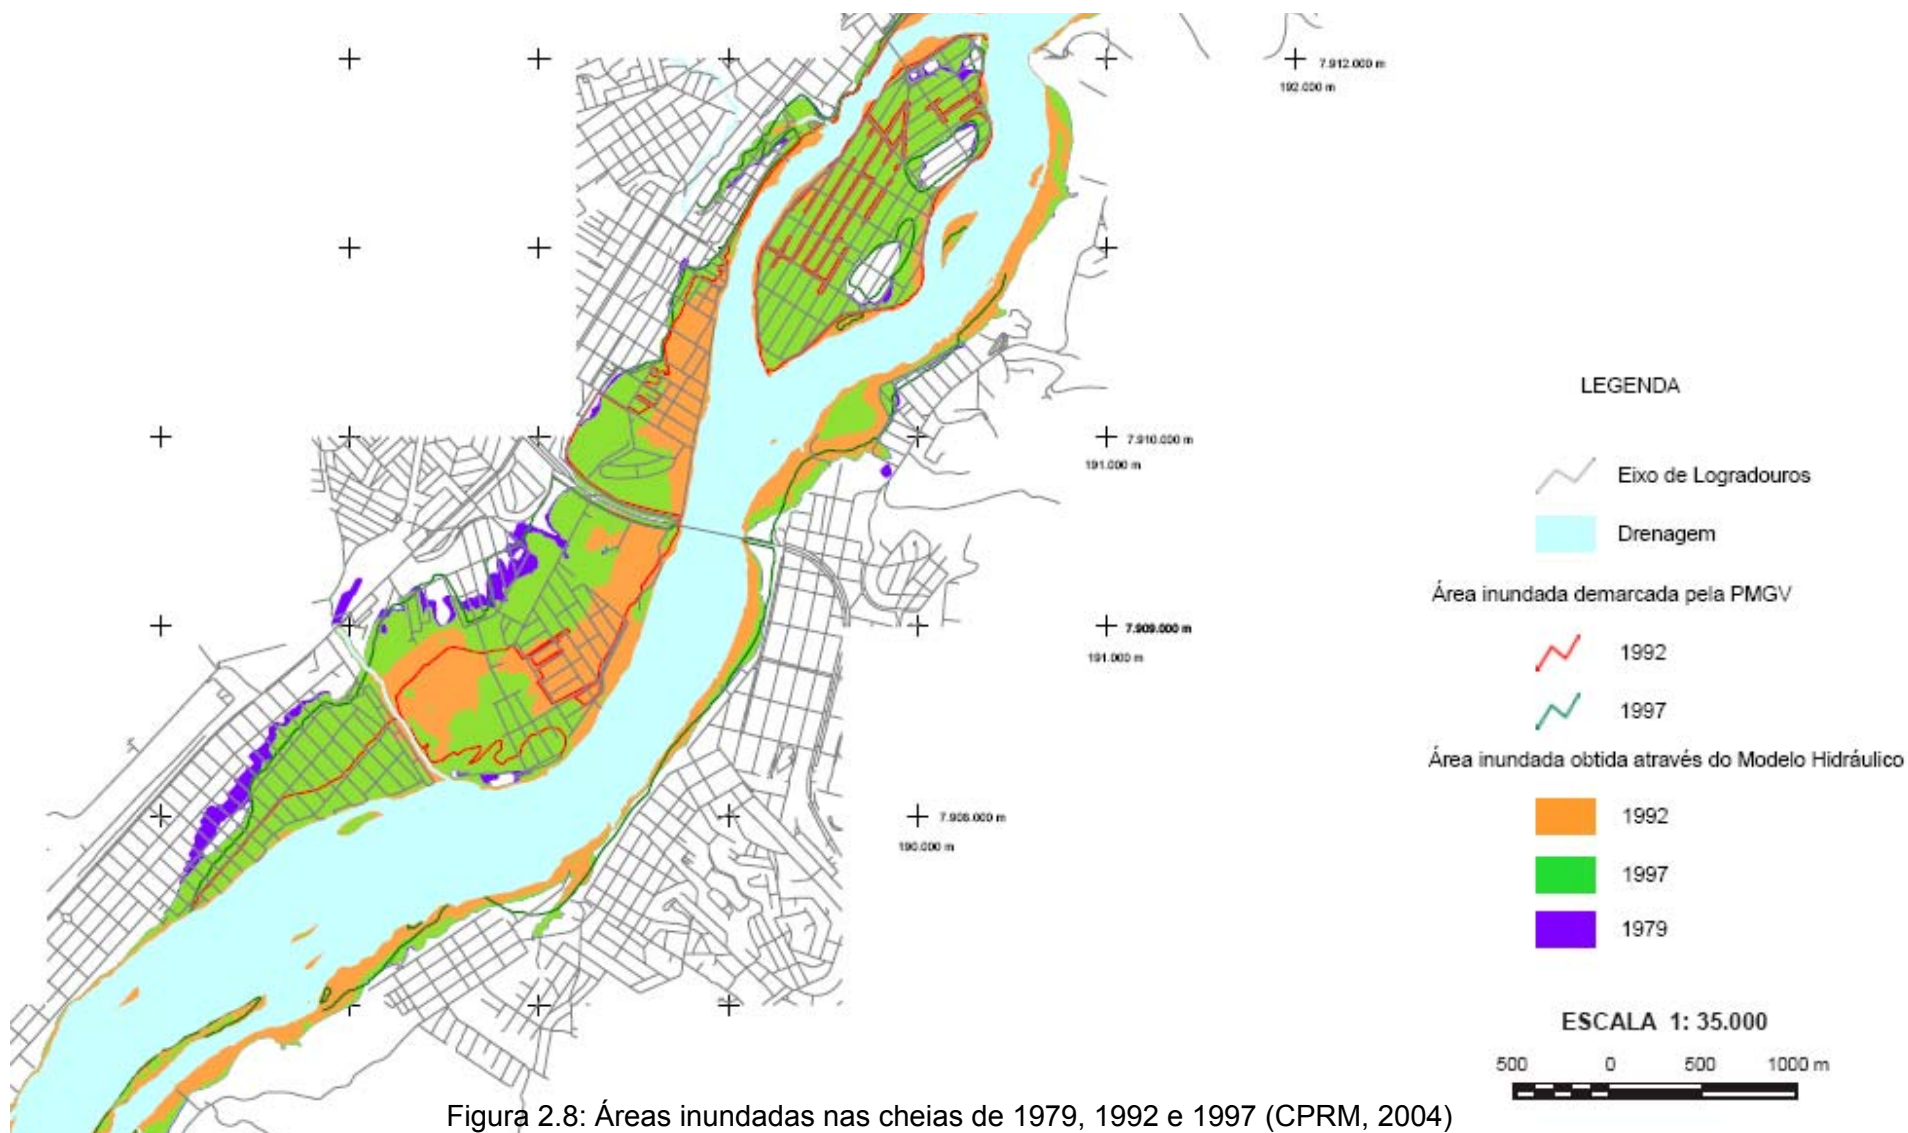 7.912.000 m
192.000 m
7.910.000 m
191.000 m
7.909.000 m
191.000 m
7.908.000 m
190.000 m
LEGENDA
Eixo de Logradouros
Drenagem
Área inundada demarcada pela PMGV
1992
1997
Área inundada obtida através do Modelo Hidráulico
1992
1997
1979
ESCALA 1: 35.000
500 0 500 1000 m
Figura 2.8: Áreas inundadas nas cheias de 1979, 1992 e 1997 (CPRM, 2004)